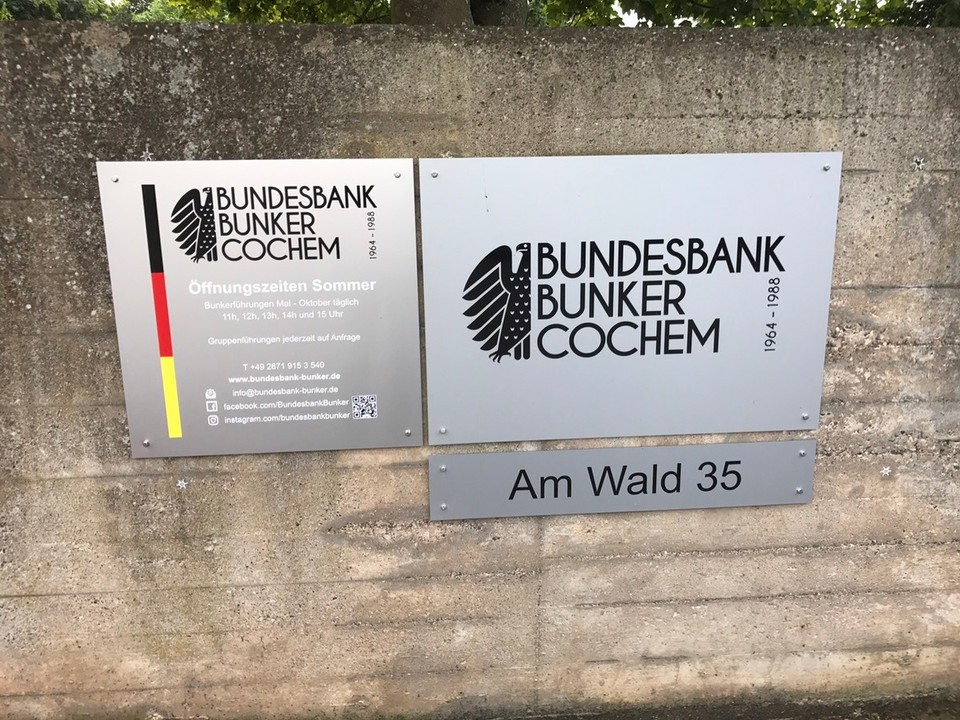 BUNDESBANK
BUNKER
COCHEM
1964 - 1988
Öffnungszeiten Sommer
Bunkerführungen Mai - Oktober täglich
11h, 12h, 13h, 14h und 15 Uhr
Gruppenführungen jederzeit auf Anfrage
T +49 2671 915 3 540
www.bundesbank-bunker.de
info@bundesbank-bunker.de
facebook.com/BundesbankBunker
instagram.com/bundesbankbunker
BUNDESBANK
BUNKER
COCHEM
1964 - 1988
Am Wald 35